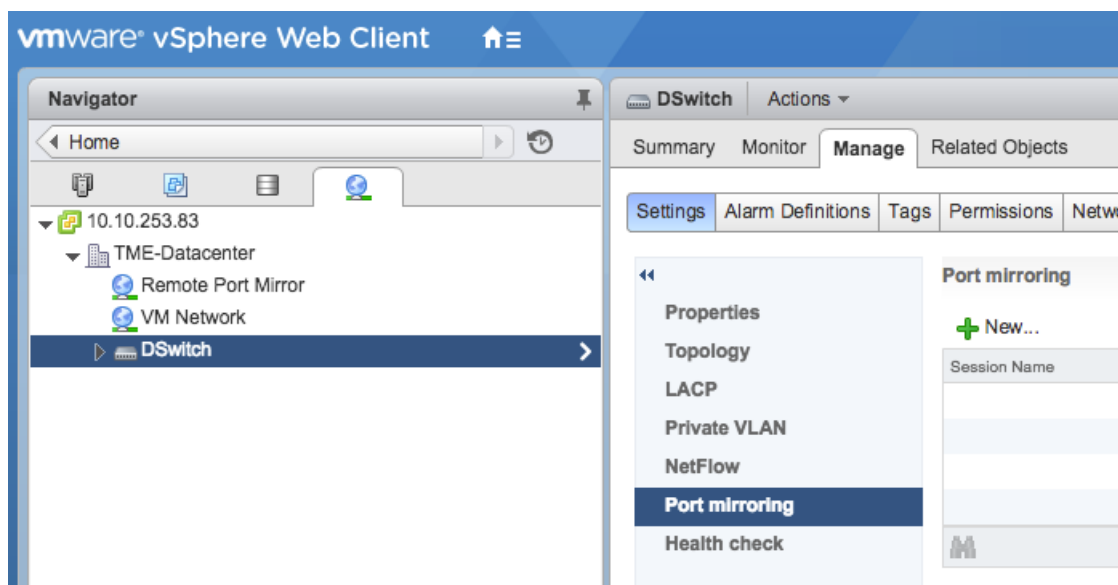 vmware® vSphere Web Client
Navigator
Home
10.10.253.83
TME-Datacenter
Remote Port Mirror
VM Network
DSwitch
DSwitch Actions
Summary Monitor Manage Related Objects
Settings Alarm Definitions Tags Permissions Netw
Properties
Topology
LACP
Private VLAN
NetFlow
Port mirroring
Health check
Port mirroring
New...
Session Name